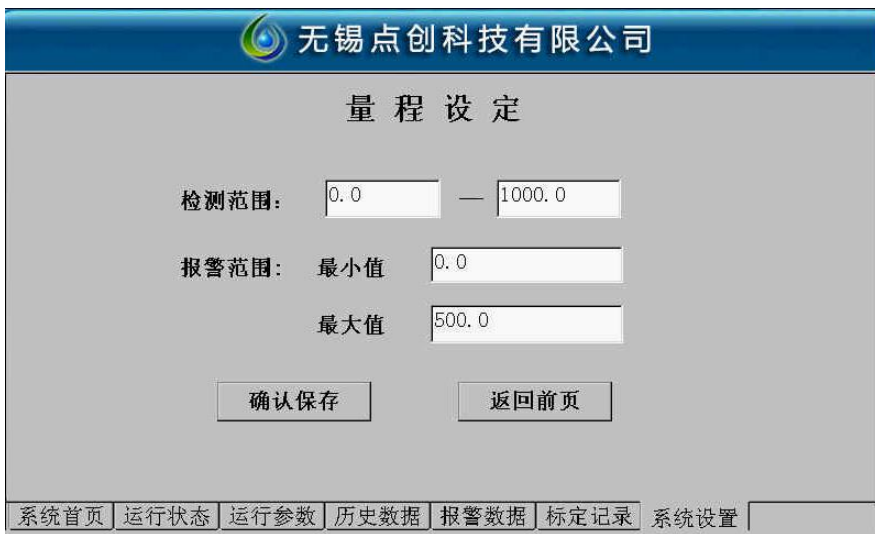 无锡点创科技有限公司
量程设定
检测范围： 0.0 — 1000.0
报警范围： 最小值 0.0
最大值 500.0
确认保存 返回前页
系统首页 运行状态 运行参数 历史数据 报警数据 标定记录 系统设置